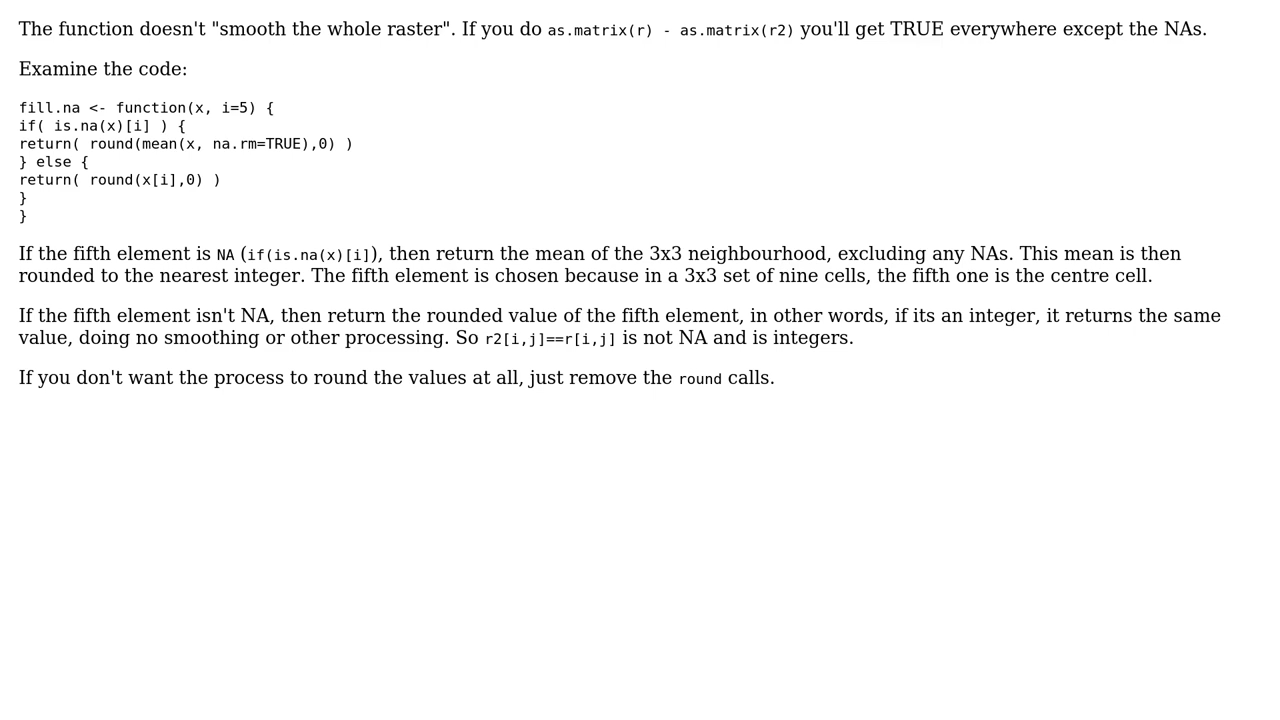 The function doesn't "smooth the whole raster". If you do as.matrix(r) - as.matrix(r2) you'll get TRUE everywhere except the NAs.
Examine the code:
fill.na <- function(x, i=5) {
if( is.na(x)[i] ) {
return( round(mean(x, na.rm=TRUE),0) )
} else {
return( round(x[i],0) )
}
}
If the fifth element is NA (if(is.na(x)[i]), then return the mean of the 3x3 neighbourhood, excluding any NAs. This mean is then
rounded to the nearest integer. The fifth element is chosen because in a 3x3 set of nine cells, the fifth one is the centre cell.
If the fifth element isn't NA, then return the rounded value of the fifth element, in other words, if its an integer, it returns the same
value, doing no smoothing or other processing. So r2[i,j]==r[i,j] is not NA and is integers.
If you don't want the process to round the values at all, just remove the round calls.